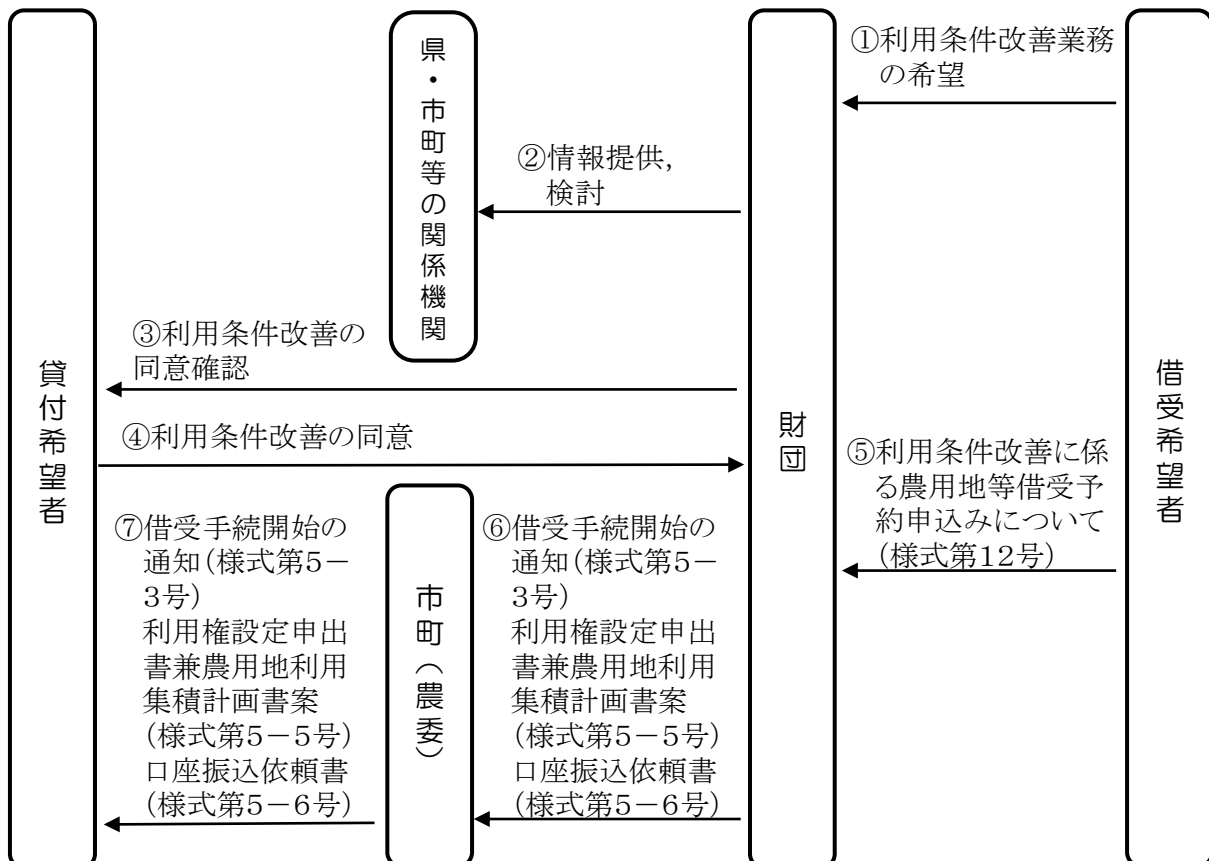 県・市町等の関係機関
①利用条件改善業務
の希望
②情報提供,
検討
③利用条件改善の
同意確認
貸付希望者
財団
借受希望者
④利用条件改善の同意
⑤利用条件改善に係
る農用地等借受予
約申込みについて
(様式第12号)
⑦借受手続開始の
通知(様式第5-
3号)
利用権設定申出
書兼農用地利用
集積計画書案
(様式第5-5号)
口座振込依頼書
(様式第5-6号)
市町(農委)
⑥借受手続開始の
通知(様式第5-
3号)
利用権設定申出
書兼農用地利用
集積計画書案
(様式第5-5号)
口座振込依頼書
(様式第5-6号)